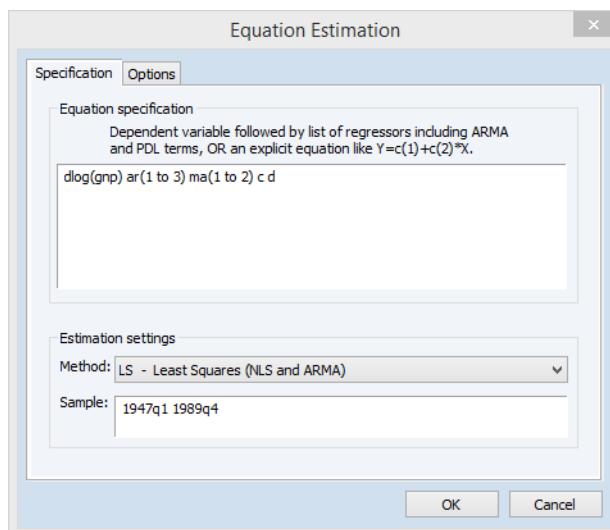 Equation Estimation
Specification Options
Equation specification
Dependent variable followed by list of regressors including ARMA
and PDL terms, OR an explicit equation like Y=c(1)+c(2)*X.
dlog(gnp) ar(1 to 3) ma(1 to 2) c d
Estimation settings
Method: LS - Least Squares (NLS and ARMA)
Sample: 1947q1 1989q4
OK Cancel